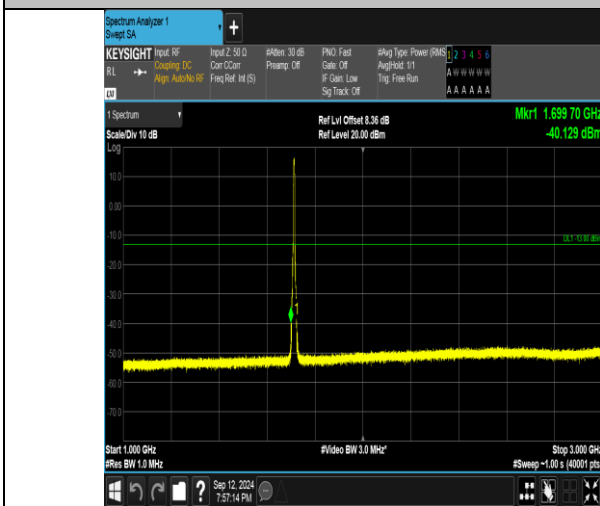 Spectrum Analyzer 1
Swept SA
+
KEYSIGHT
RL
LXI
Input: RF
Coupling: DC
Align: Auto/No RF
Input Z: 50 Ω
Corr CCorr
Freq Ref: Int (S)
#Atten: 30 dB
Preamp: Off
PNO: Fast
Gate: Off
IF Gain: Low
Sig Track: Off
#Avg Type: Power (RMS
Avg|Hold: 1/1
Trig: Free Run
1 2 3 4 5 6
A W W W W W
A A A A A A
1 Spectrum
Scale/Div 10 dB
Ref Lvl Offset 8.36 dB
Ref Level 20.00 dBm
Mkr1 1.699 70 GHz
-40.129 dBm
Log
10.0
0.00
-10.0
DL1 -13.00 dBm
-20.0
-30.0
-40.0
-50.0
-60.0
-70.0
Start 1.000 GHz
#Res BW 1.0 MHz
#Video BW 3.0 MHz*
Stop 3.000 GHz
#Sweep ~1.00 s (40001 pts
?
Sep 12, 2024
7:57:14 PM